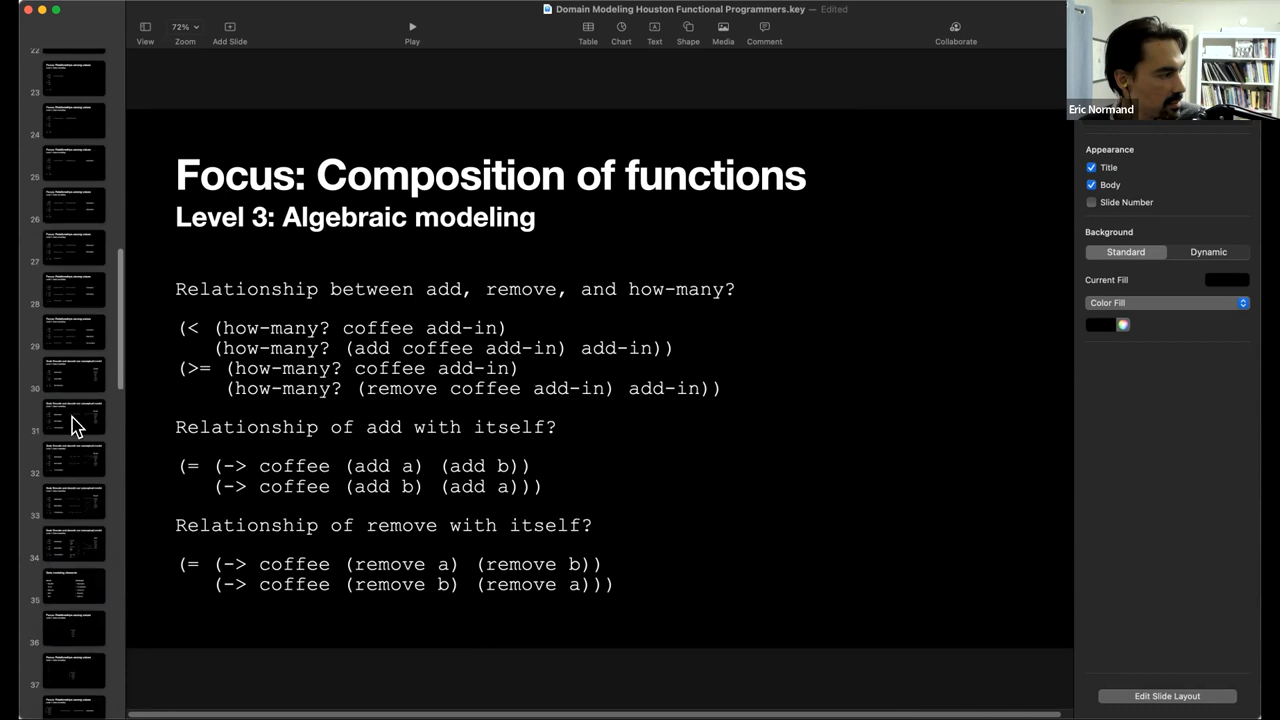 Domain Modeling Houston Functional Programmers.key — Edited
72%
View
Zoom
Add Slide
Play
Table
Chart
Text
Shape
Media
Comment
Collaborate
Eric Normand
22
23
24
25
26
27
28
29
30
31
32
33
34
35
36
37
Focus: Composition of functions
Level 3: Algebraic modeling
Relationship between add, remove, and how-many?
(< (how-many? coffee add-in)
(how-many? (add coffee add-in) add-in))
(>= (how-many? coffee add-in)
(how-many? (remove coffee add-in) add-in))
Relationship of add with itself?
(= (-> coffee (add a) (add b))
(-> coffee (add b) (add a)))
Relationship of remove with itself?
(= (-> coffee (remove a) (remove b))
(-> coffee (remove b) (remove a)))
Appearance
Title
Body
Slide Number
Background
Standard
Dynamic
Current Fill
Color Fill
Edit Slide Layout